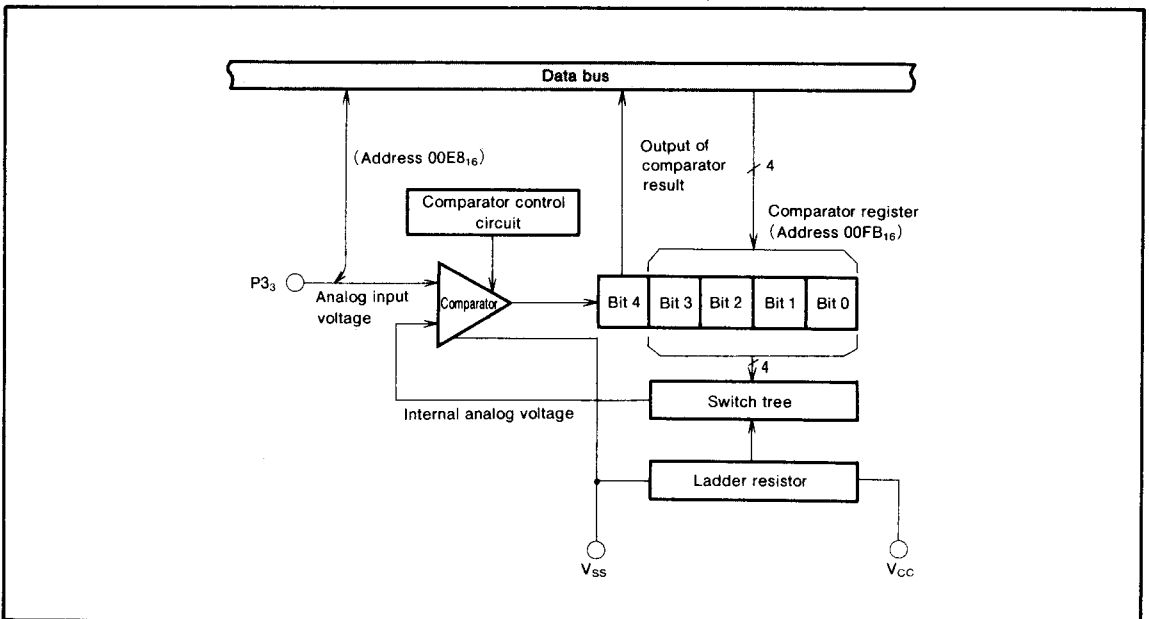 Data bus
(Address 00E8₁₆)
Output of
comparator
result
4
Comparator control
circuit
Comparator register
(Address 00FB₁₆)
P3₃
Analog input
voltage
Comparator
Bit 4
Bit 3
Bit 2
Bit 1
Bit 0
4
Internal analog voltage
Switch tree
Ladder resistor
V_SS
V_CC